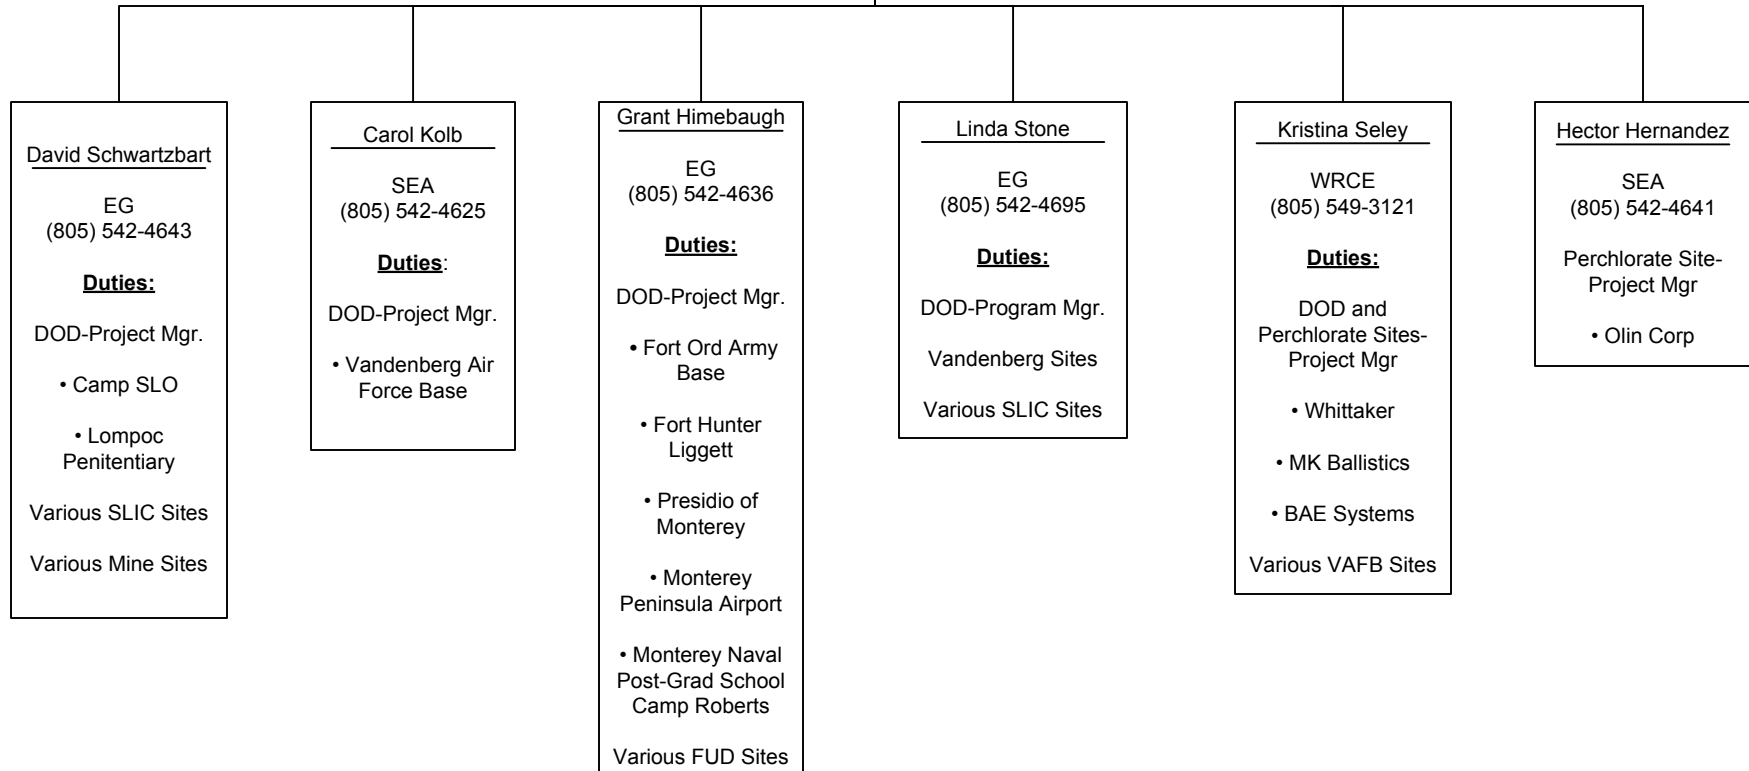 David Schwartzbart
EG
(805) 542-4643
Duties:
DOD-Project Mgr.
• Camp SLO
• Lompoc
Penitentiary
Various SLIC Sites
Various Mine Sites
Carol Kolb
SEA
(805) 542-4625
Duties:
DOD-Project Mgr.
• Vandenberg Air
Force Base
Grant Himebaugh
EG
(805) 542-4636
Duties:
DOD-Project Mgr.
• Fort Ord Army
Base
• Fort Hunter
Liggett
• Presidio of
Monterey
• Monterey
Peninsula Airport
• Monterey Naval
Post-Grad School
Camp Roberts
Various FUD Sites
Linda Stone
EG
(805) 542-4695
Duties:
DOD-Program Mgr.
Vandenberg Sites
Various SLIC Sites
Kristina Seley
WRCE
(805) 549-3121
Duties:
DOD and
Perchlorate Sites-
Project Mgr
• Whittaker
• MK Ballistics
• BAE Systems
Various VAFB Sites
Hector Hernandez
SEA
(805) 542-4641
Perchlorate Site-
Project Mgr
• Olin Corp